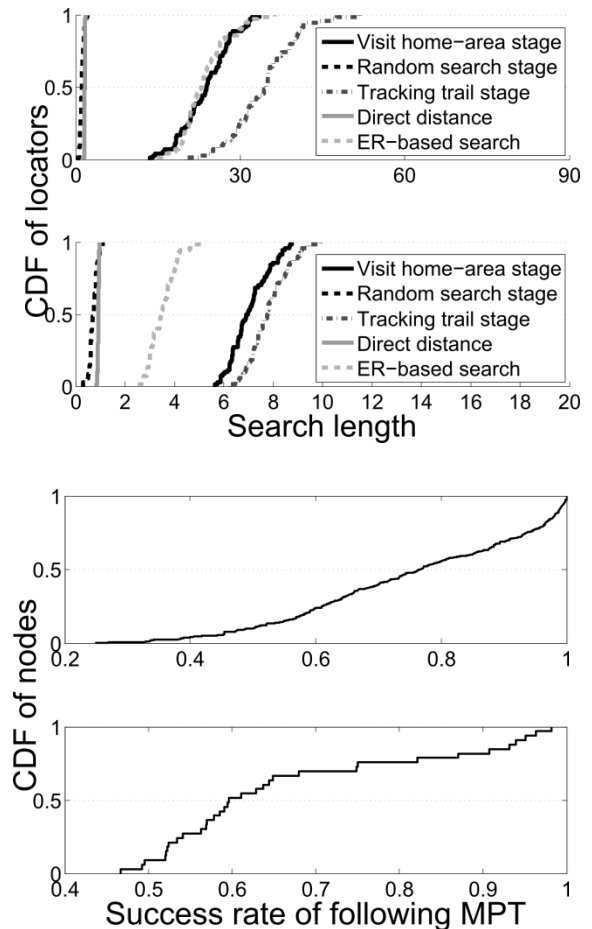 CDF of locators
1
0.5
0
Visit home−area stage
Random search stage
Tracking trail stage
Direct distance
ER−based search
0 30 60 90
1
0.5
0
Visit home−area stage
Random search stage
Tracking trail stage
Direct distance
ER−based search
0 2 4 6 8 10 12 14 16 18 20
Search length
CDF of nodes
1
0.5
0
0.2 0.4 0.6 0.8 1
1
0.5
0
0.4 0.5 0.6 0.7 0.8 0.9 1
Success rate of following MPT